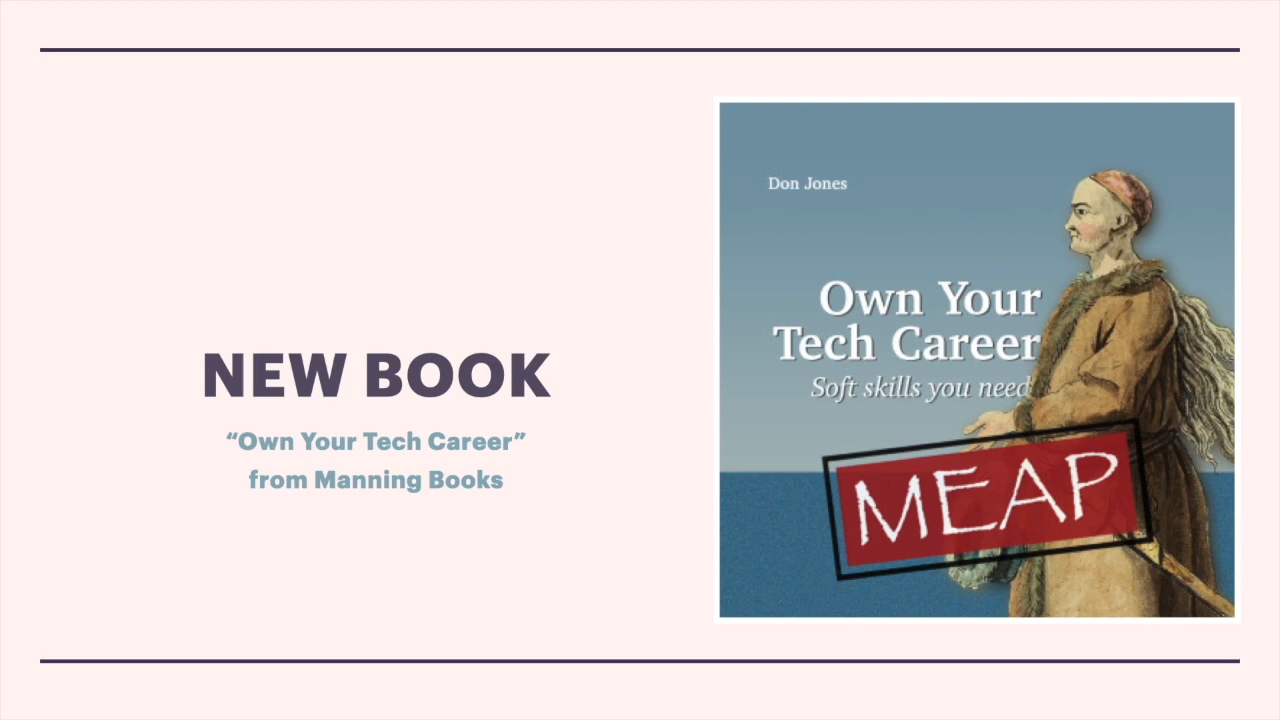 NEW BOOK
“Own Your Tech Career”
from Manning Books
Don Jones
Own Your
Tech Career
Soft skills you need
MEAP